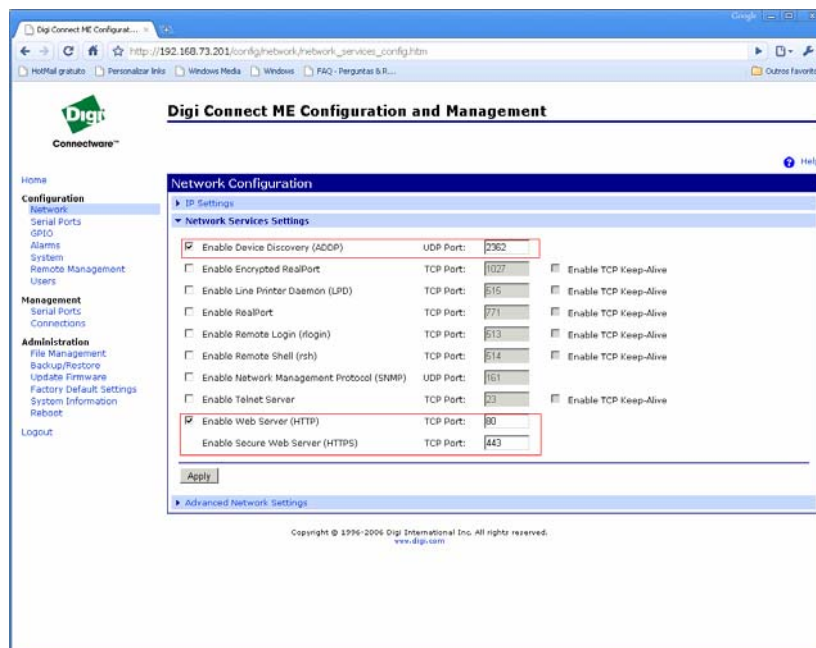 Google
Digi Connect ME Configurat...
http://192.168.73.201/config/network/network_services_config.htm
HotMail gratuito Personalizar links Windows Media Windows FAQ - Perguntas & R... Outros favorit
Digi
Connectware™
Digi Connect ME Configuration and Management
Help
Home
Configuration
Network
Serial Ports
GPIO
Alarms
System
Remote Management
Users
Management
Serial Ports
Connections
Administration
File Management
Backup/Restore
Update Firmware
Factory Default Settings
System Information
Reboot
Logout
Network Configuration
IP Settings
Network Services Settings
Enable Device Discovery (ADDP) UDP Port: 2362
Enable Encrypted RealPort TCP Port: 1027 Enable TCP Keep-Alive
Enable Line Printer Daemon (LPD) TCP Port: 515 Enable TCP Keep-Alive
Enable RealPort TCP Port: 771 Enable TCP Keep-Alive
Enable Remote Login (rlogin) TCP Port: 513 Enable TCP Keep-Alive
Enable Remote Shell (rsh) TCP Port: 514 Enable TCP Keep-Alive
Enable Network Management Protocol (SNMP) UDP Port: 161
Enable Telnet Server TCP Port: 23 Enable TCP Keep-Alive
Enable Web Server (HTTP) TCP Port: 80
Enable Secure Web Server (HTTPS) TCP Port: 443
Apply
Advanced Network Settings
Copyright © 1996-2006 Digi International Inc. All rights reserved.
www.digi.com